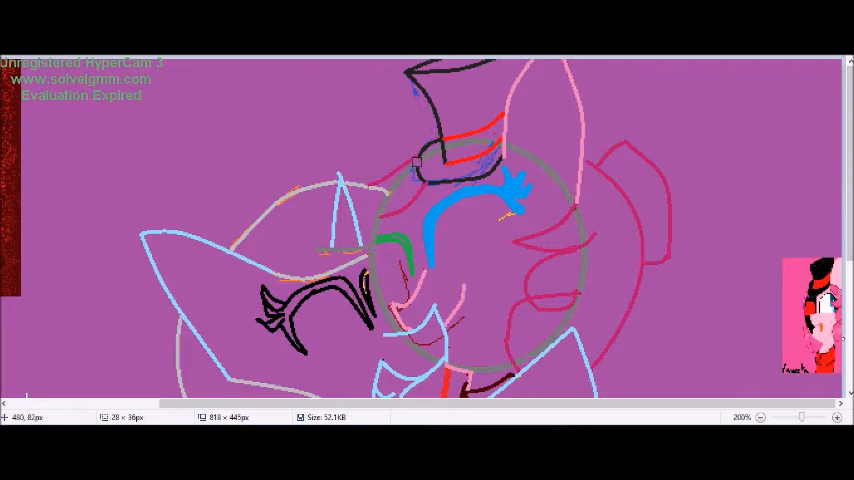 Unregistered HyperCam 3
www.solveigmm.com
Evaluation Expired
480, 82px
28 × 36px
818 × 445px
Size: 52.1KB
200%